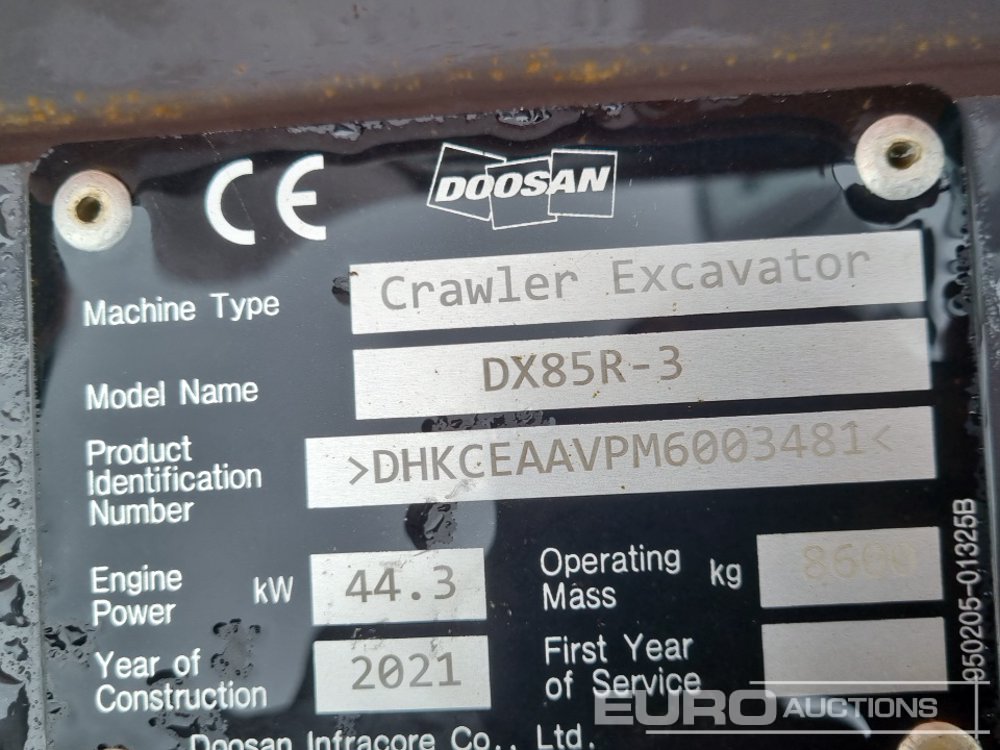 CE
DOOSAN
Machine Type Crawler Excavator
Model Name DX85R-3
Product
Identification
Number
>DHKCEAAVPM6003481<
Engine
Power
kW 44.3
Operating
Mass
kg 8600
Year of
Construction
2021
First Year
of Service
Doosan Infracore Co., Ltd.
950205-01325B
EURO AUCTIONS